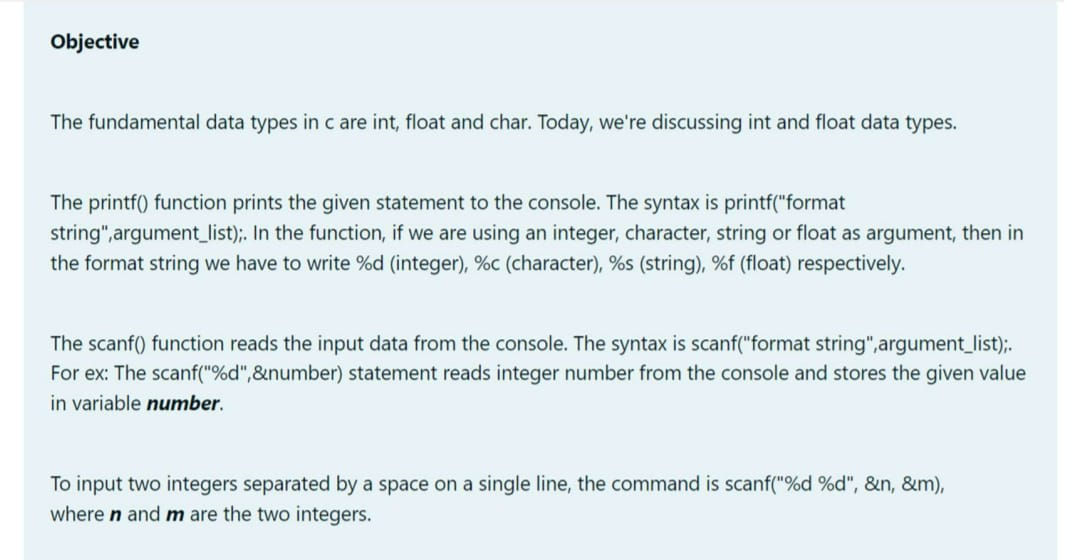 Objective
The fundamental data types in c are int, float and char. Today, we're discussing int and float data types.
The printf() function prints the given statement to the console. The syntax is printf("format
string",argument_list);. In the function, if we are using an integer, character, string or float as argument, then in
the format string we have to write %d (integer), %c (character), %s (string), %f (float) respectively.
The scanf() function reads the input data from the console. The syntax is scanf("format string",argument_list);.
For ex: The scanf("%d",&number) statement reads integer number from the console and stores the given value
in variable number.
To input two integers separated by a space on a single line, the command is scanf("%d %d", &n, &m),
where n and m are the two integers.